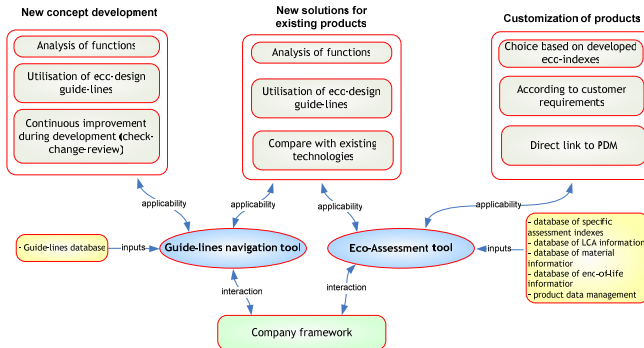 New concept development
Analysis of functions
Utilisation of ecc-design
guide-lines
Continuous improvement
during development (check-
change-review)
New solutions for
existing products
Analysis of functions
Utilisation of ecc-design
guide-lines
Compare with existing
technologies
Customization of products
Choice based on developed
ecc-indexes
According to customer
requirements
Direct link to PDM
applicability
applicability
applicability
applicability
- Guide-lines database
inputs
Guide-lines navigation tool
Eco-Assessment tool
inputs
- database of specific
assessment indexes
- database of LCA information
- database of material
information
- database of enc-of-life
information
- product data management
interaction
interaction
Company framework